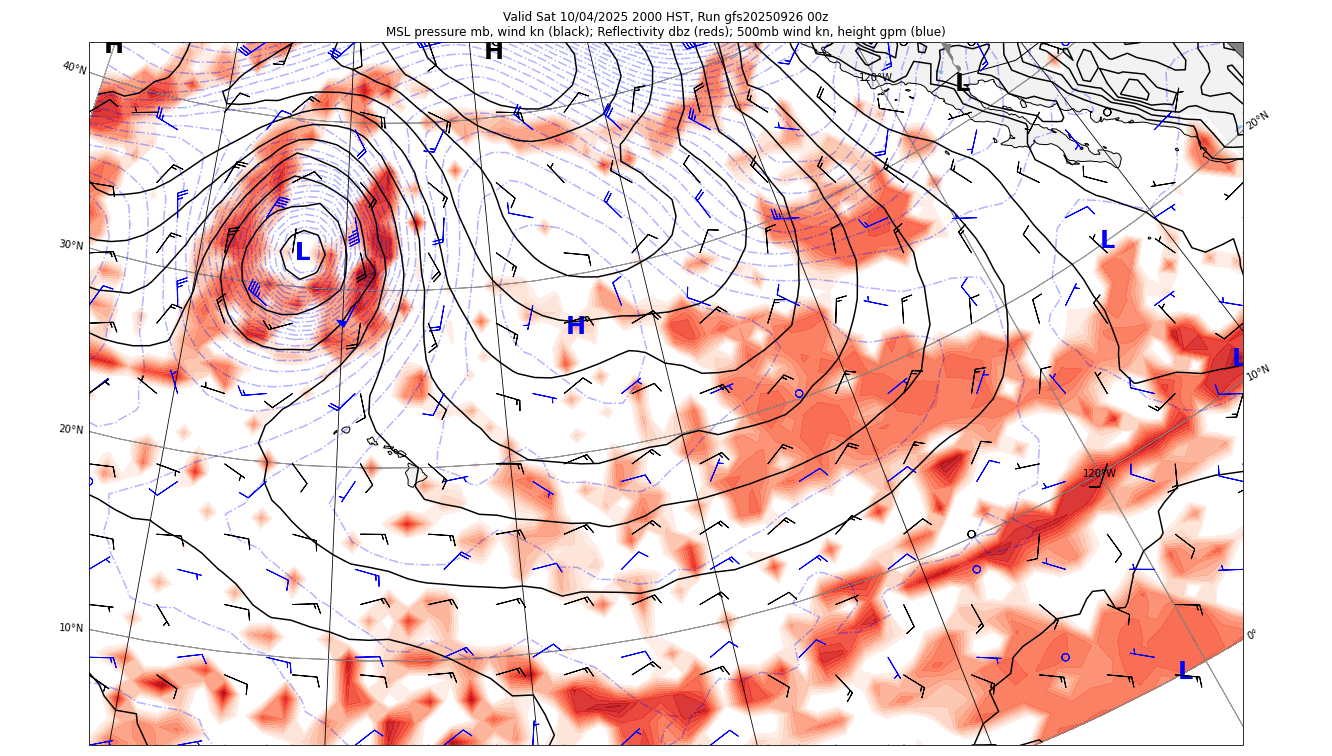 Valid Sat 10/04/2025 2000 HST, Run gfs20250926 00z
MSL pressure mb, wind kn (black); Reflectivity dbz (reds); 500mb wind kn, height gpm (blue)
H
H
40°N
120°W
L
20°N
30°N
L
L
H
L
10°N
20°N
120°W
10°N
0°
L